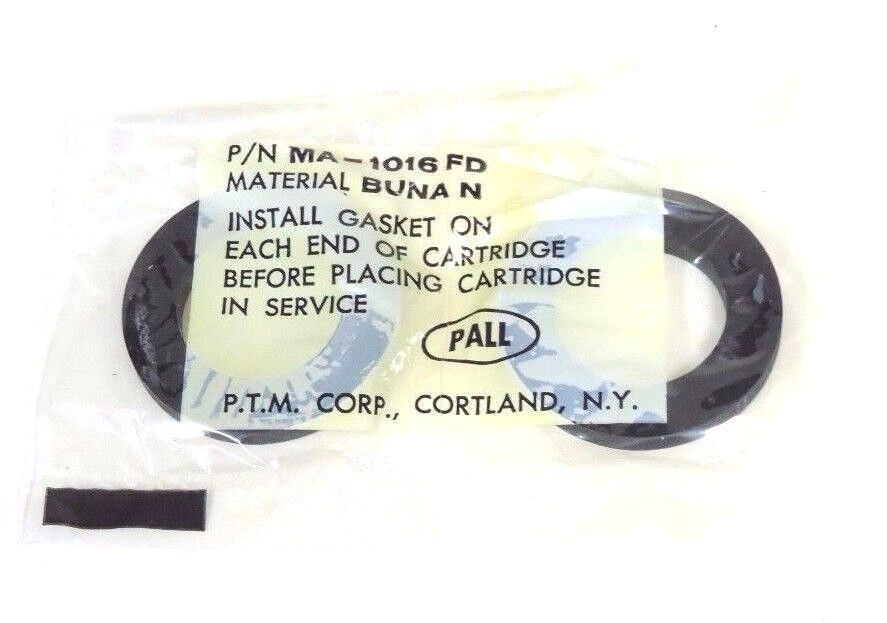 P/N MA-1016 FD
MATERIAL BUNA N
INSTALL GASKET ON
EACH END OF CARTRIDGE
BEFORE PLACING CARTRIDGE
IN SERVICE
PALL
P.T.M. CORP., CORTLAND, N.Y.